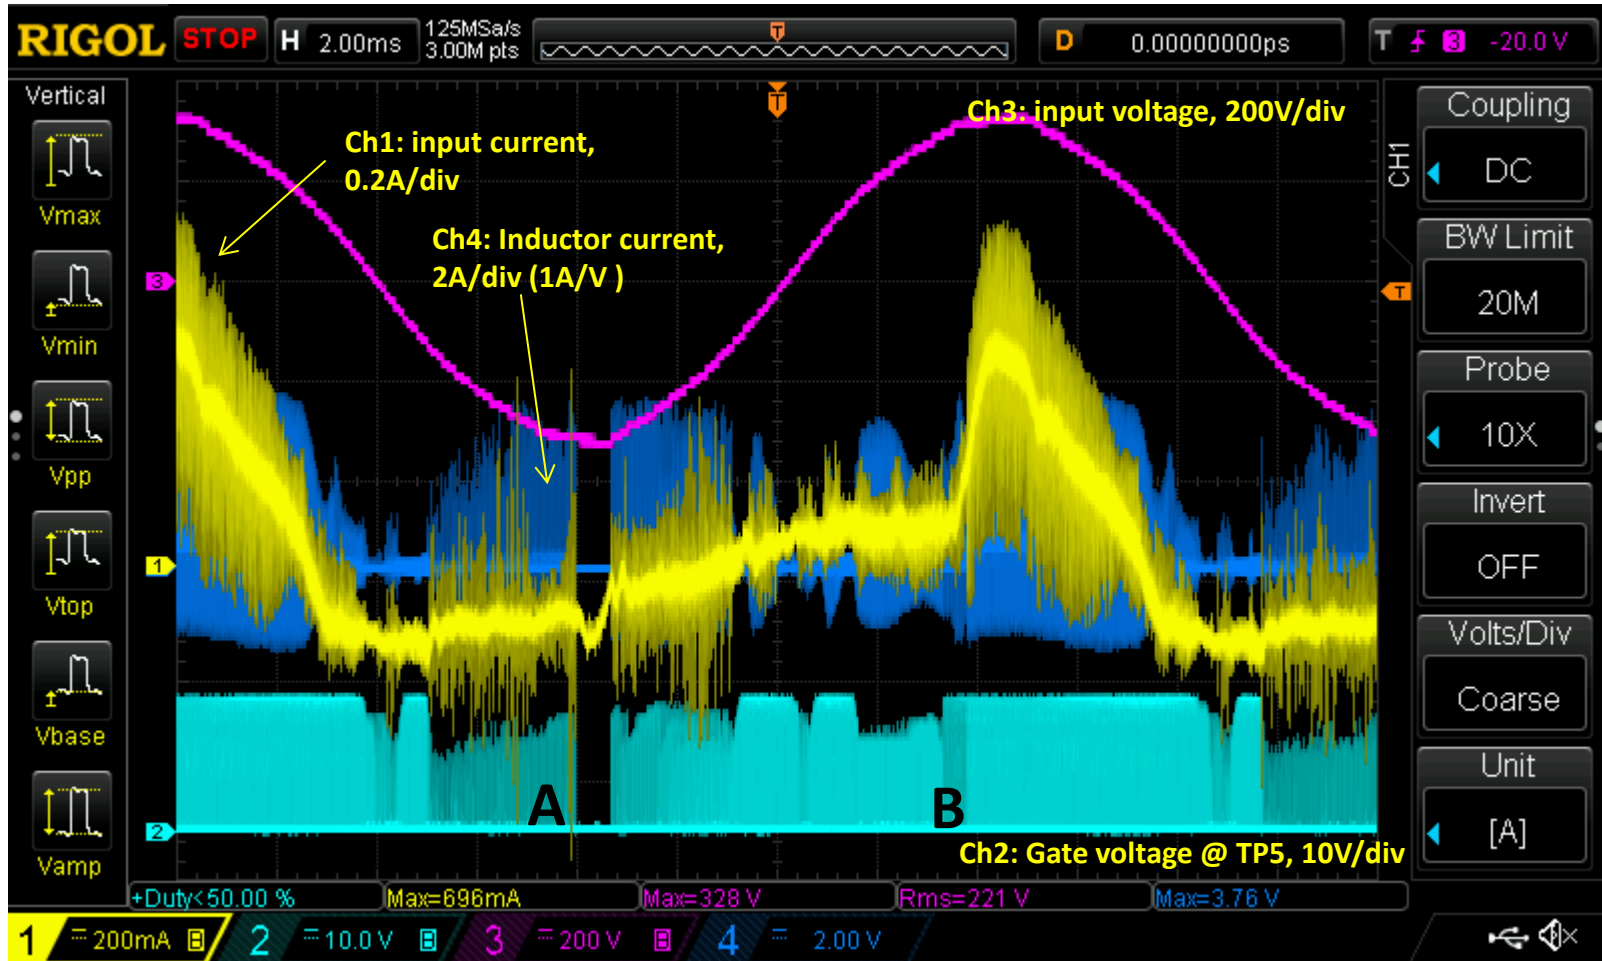 RIGOL STOP H 2.00ms 125MSa/s 3.00M pts T D 0.00000000ps T 3 -20.0 V
Vertical
Vmax
Vmin
Vpp
Vtop
Vbase
Vamp
T
Ch3: input voltage, 200V/div
Ch1: input current,
0.2A/div
Ch4: Inductor current,
2A/div (1A/V )
3
1
2
T
A
B
Ch2: Gate voltage @ TP5, 10V/div
CH1
Coupling
DC
BW Limit
20M
Probe
10X
Invert
OFF
Volts/Div
Coarse
Unit
[A]
+Duty<50.00 % Max=696mA Max=328 V Rms=221 V Max=3.76 V
1 200mA B 2 10.0 V B 3 200 V B 4 2.00 V